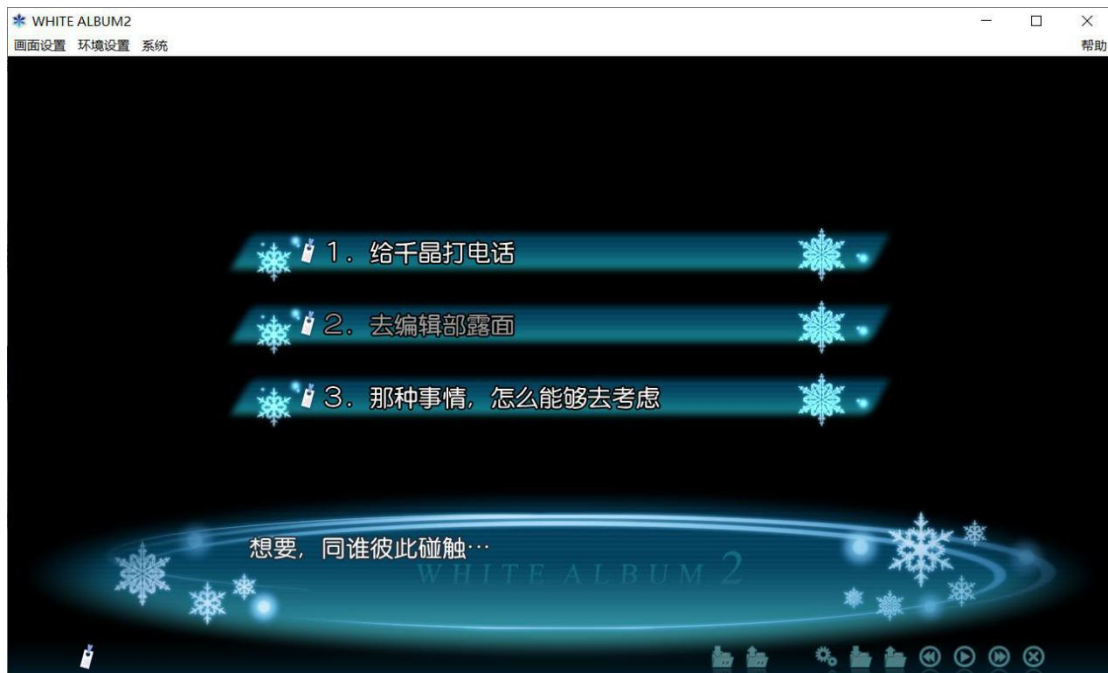 WHITE ALBUM2
画面设置 环境设置 系统 帮助
1. 给千晶打电话
2. 去编辑部露面
3. 那种事情，怎么能够去考虑
想要，同谁彼此碰触…
WHITE ALBUM 2